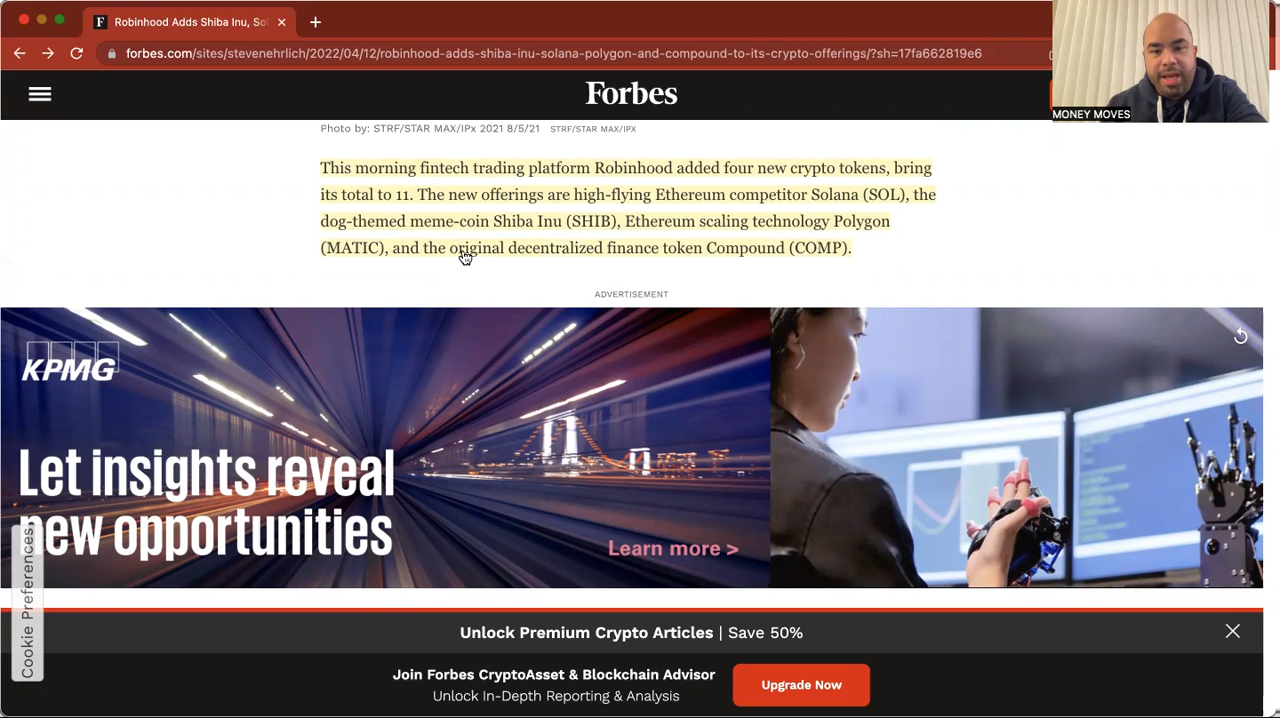 Robinhood Adds Shiba Inu, Sol
forbes.com/sites/stevenehrlich/2022/04/12/robinhood-adds-shiba-inu-solana-polygon-and-compound-to-its-crypto-offerings/?sh=17fa662819e6
MONEY MOVES
Forbes
Photo by: STRF/STAR MAX/IPx 2021 8/5/21 STRF/STAR MAX/IPX
This morning fintech trading platform Robinhood added four new crypto tokens, bring
its total to 11. The new offerings are high-flying Ethereum competitor Solana (SOL), the
dog-themed meme-coin Shiba Inu (SHIB), Ethereum scaling technology Polygon
(MATIC), and the original decentralized finance token Compound (COMP).
ADVERTISEMENT
KPMG
Let insights reveal
new opportunities
Learn more >
Cookie Preferences
Unlock Premium Crypto Articles | Save 50%
Join Forbes CryptoAsset & Blockchain Advisor
Unlock In-Depth Reporting & Analysis
Upgrade Now